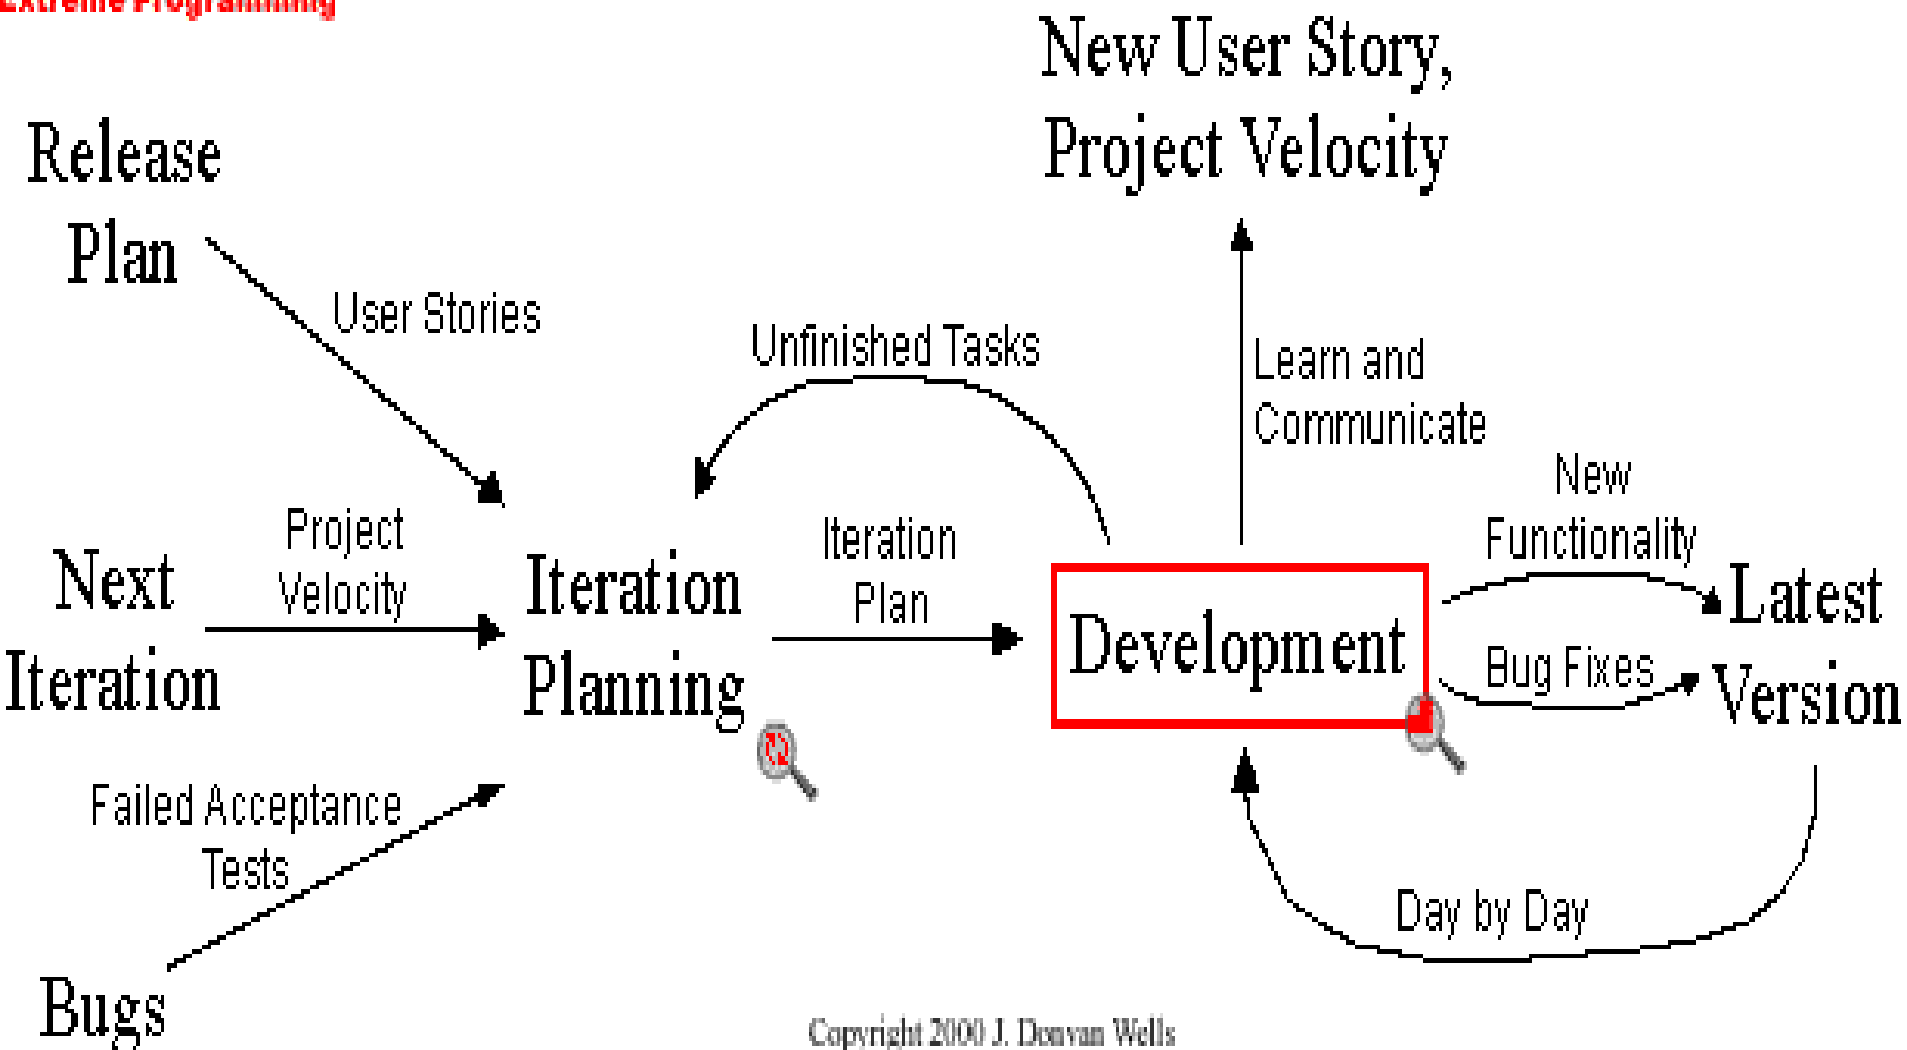 Extreme Programming
New User Story,
Project Velocity
Release
Plan
User Stories
Unfinished Tasks
Learn and
Communicate
New
Functionality
Project
Velocity
Iteration
Plan
Next
Iteration
Iteration
Planning
Development
Bug Fixes
Latest
Version
Failed Acceptance
Tests
Day by Day
Bugs
Copyright 2000 J. Donvan Wells